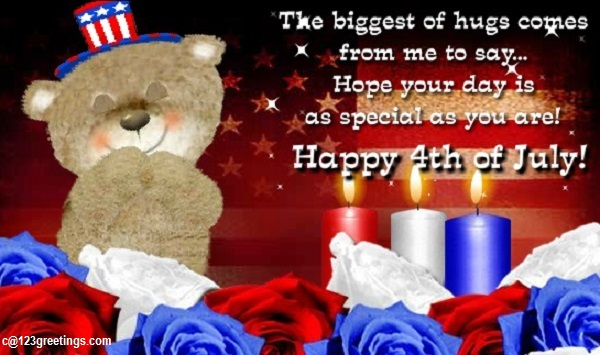 The biggest of hugs comes
from me to say...
Hope your day is
as special as you are!
Happy 4th of July!
c@123greetings.com